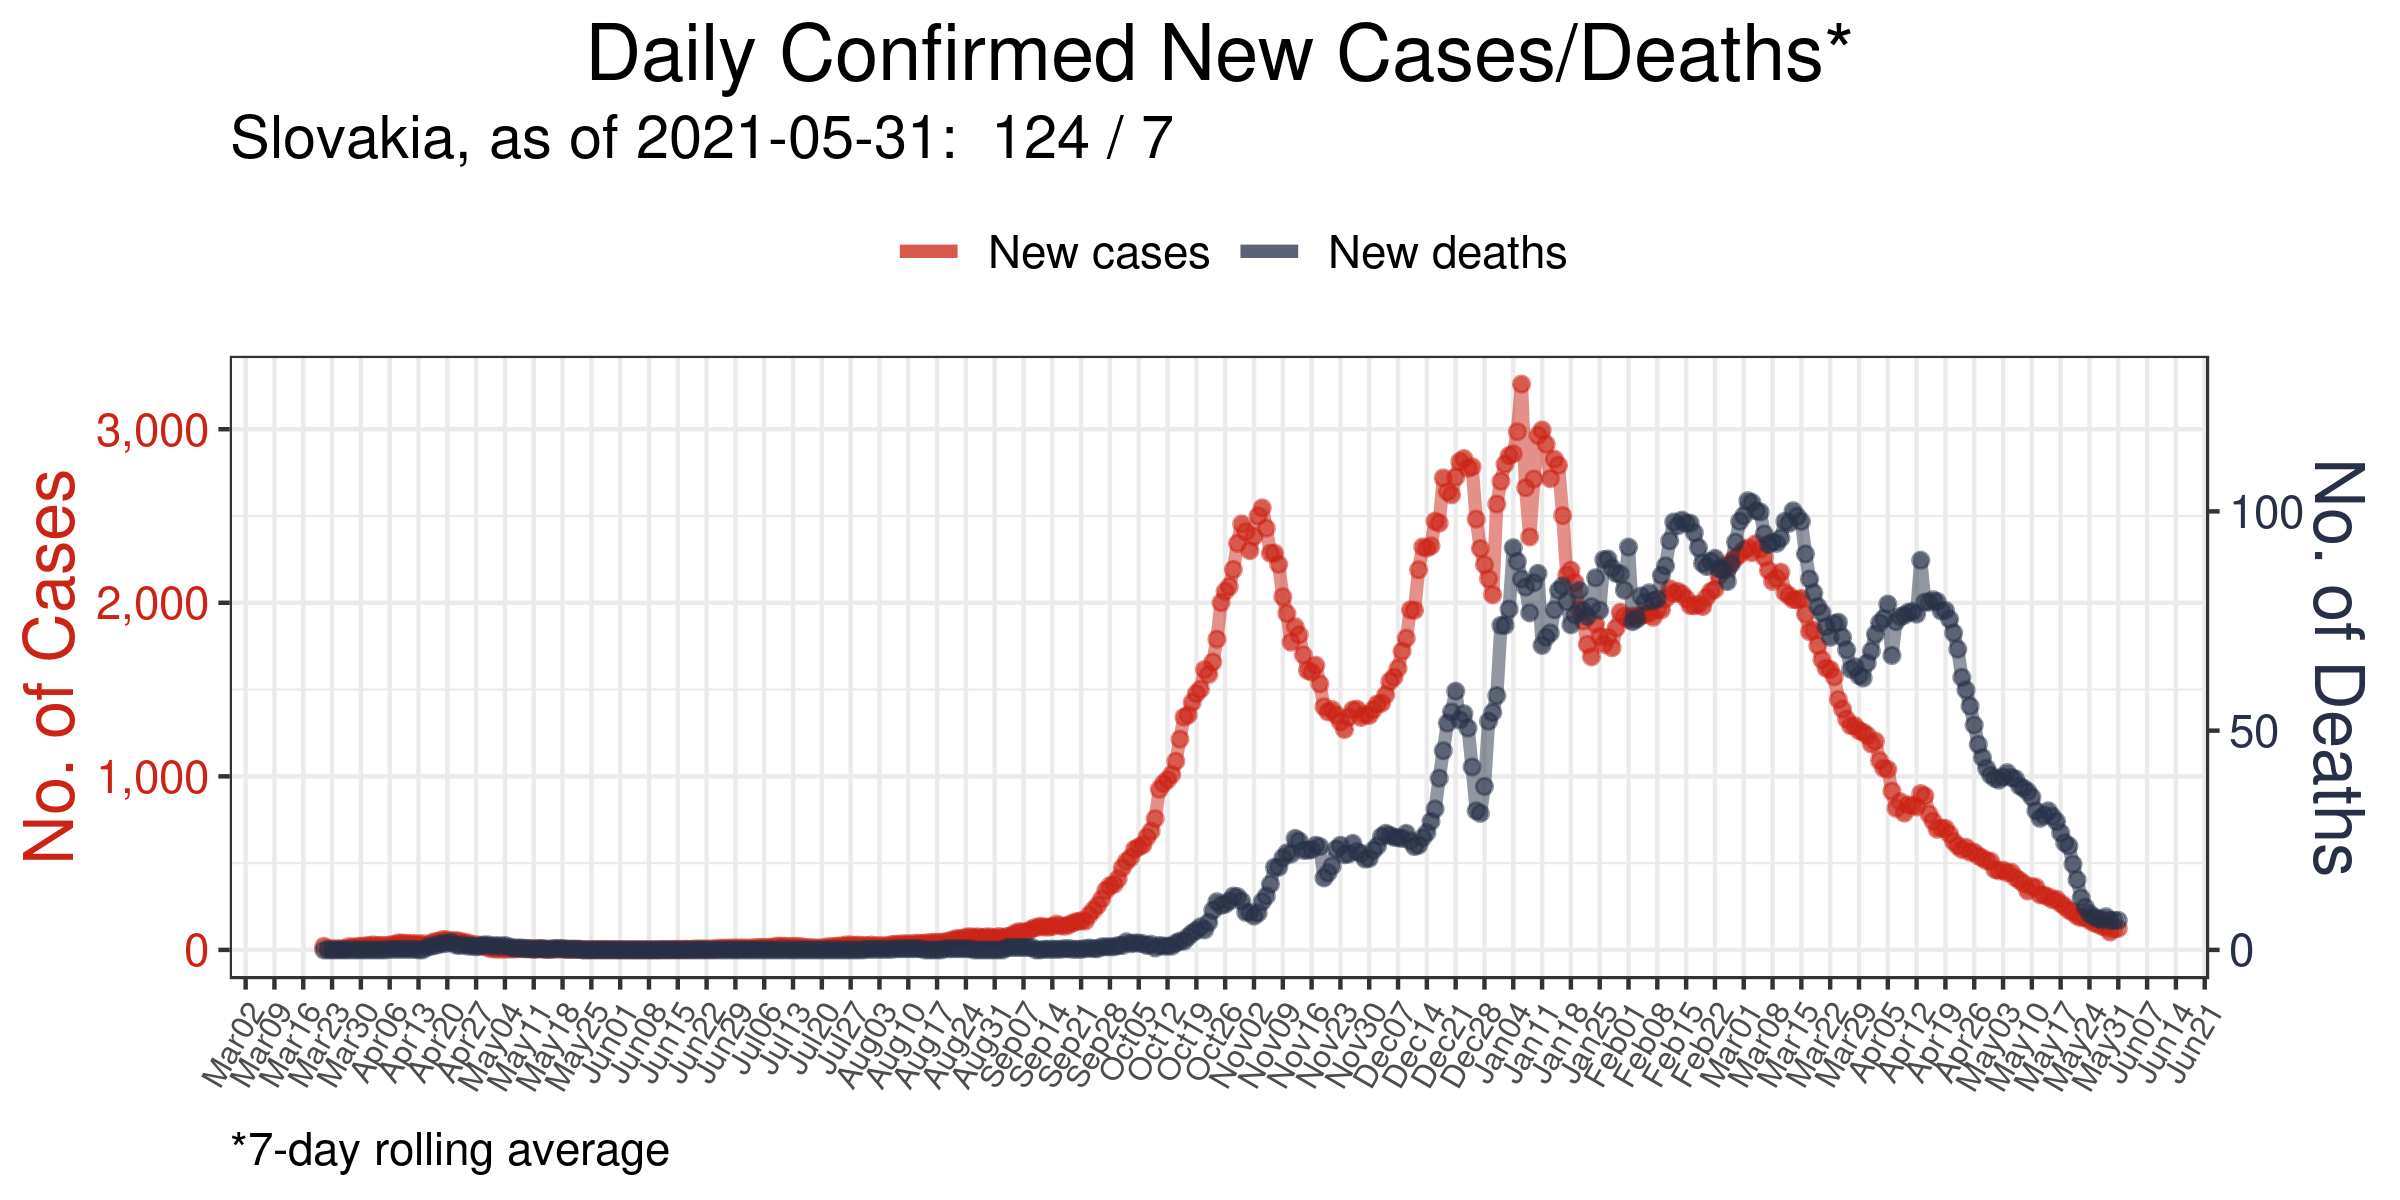 Daily Confirmed New Cases/Deaths*
Slovakia, as of 2021-05-31:  124 / 7
New cases
New deaths
No. of Cases
3,000
2,000
1,000
0
No. of Deaths
100
50
0
Mar02
Mar09
Mar16
Mar23
Mar30
Apr06
Apr13
Apr20
Apr27
May04
May11
May18
May25
Jun01
Jun08
Jun15
Jun22
Jun29
Jul06
Jul13
Jul20
Jul27
Aug03
Aug10
Aug17
Aug24
Aug31
Sep07
Sep14
Sep21
Sep28
Oct05
Oct12
Oct19
Oct26
Nov02
Nov09
Nov16
Nov23
Nov30
Dec07
Dec14
Dec21
Dec28
Jan04
Jan11
Jan18
Jan25
Feb01
Feb08
Feb15
Feb22
Mar01
Mar08
Mar15
Mar22
Mar29
Apr05
Apr12
Apr19
Apr26
May03
May10
May17
May24
May31
Jun07
Jun14
Jun21
*7-day rolling average